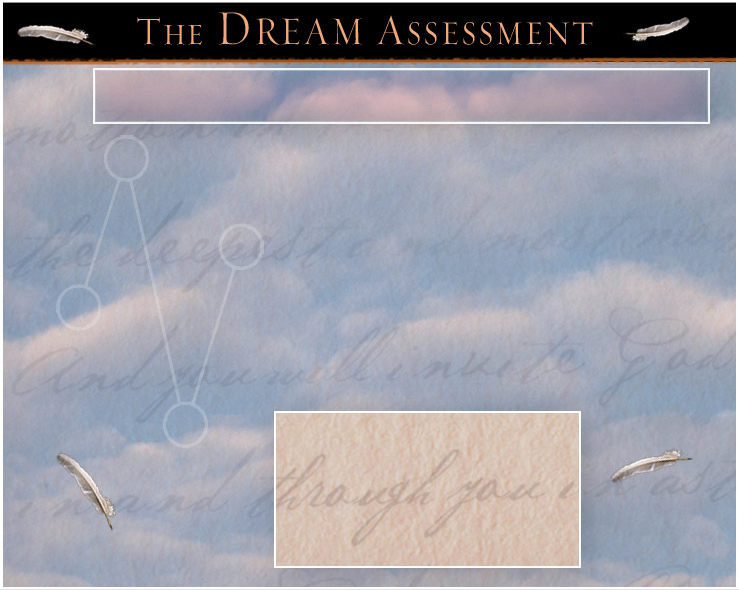 THE DREAM ASSESSMENT
the deepest and most
And you will invite God
in and through you in